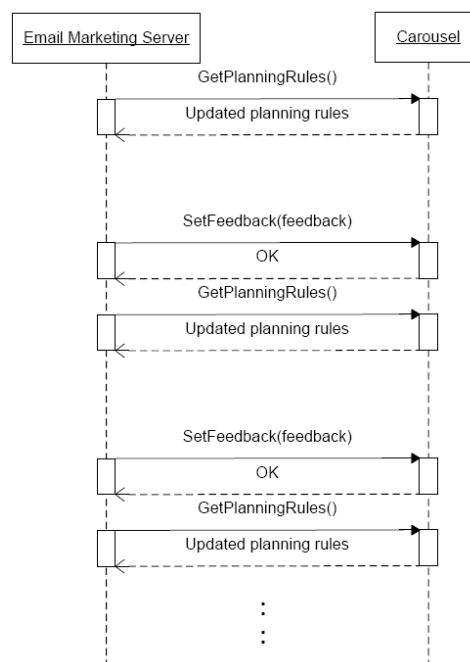 Email Marketing Server
Carousel
GetPlanningRules()
Updated planning rules
SetFeedback(feedback)
OK
GetPlanningRules()
Updated planning rules
SetFeedback(feedback)
OK
GetPlanningRules()
Updated planning rules